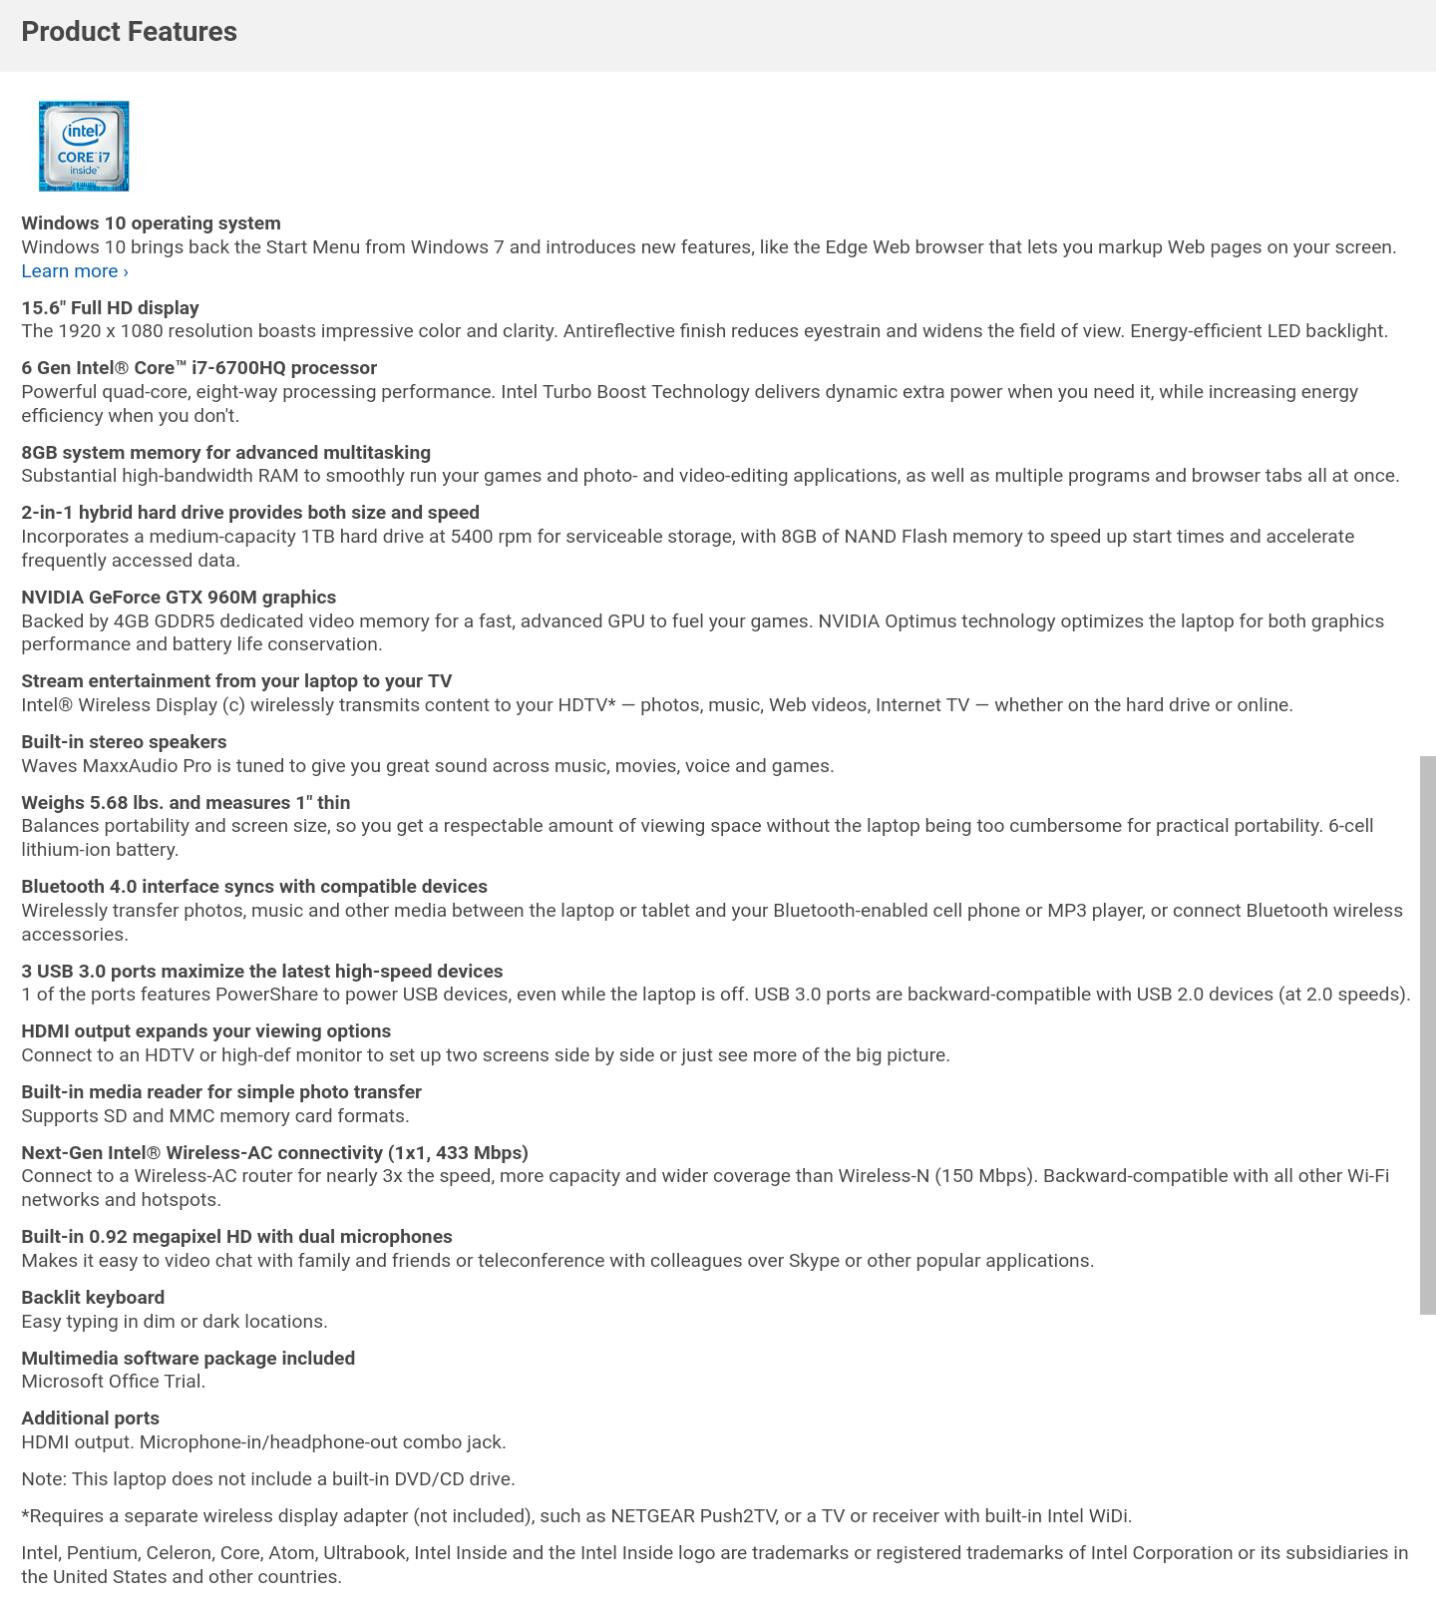 Product Features
intel
CORE i7
inside™
Windows 10 operating system
Windows 10 brings back the Start Menu from Windows 7 and introduces new features, like the Edge Web browser that lets you markup Web pages on your screen.
Learn more ›
15.6" Full HD display
The 1920 x 1080 resolution boasts impressive color and clarity. Antireflective finish reduces eyestrain and widens the field of view. Energy-efficient LED backlight.
6 Gen Intel® Core™ i7-6700HQ processor
Powerful quad-core, eight-way processing performance. Intel Turbo Boost Technology delivers dynamic extra power when you need it, while increasing energy
efficiency when you don't.
8GB system memory for advanced multitasking
Substantial high-bandwidth RAM to smoothly run your games and photo- and video-editing applications, as well as multiple programs and browser tabs all at once.
2-in-1 hybrid hard drive provides both size and speed
Incorporates a medium-capacity 1TB hard drive at 5400 rpm for serviceable storage, with 8GB of NAND Flash memory to speed up start times and accelerate
frequently accessed data.
NVIDIA GeForce GTX 960M graphics
Backed by 4GB GDDR5 dedicated video memory for a fast, advanced GPU to fuel your games. NVIDIA Optimus technology optimizes the laptop for both graphics
performance and battery life conservation.
Stream entertainment from your laptop to your TV
Intel® Wireless Display (c) wirelessly transmits content to your HDTV* — photos, music, Web videos, Internet TV — whether on the hard drive or online.
Built-in stereo speakers
Waves MaxxAudio Pro is tuned to give you great sound across music, movies, voice and games.
Weighs 5.68 lbs. and measures 1" thin
Balances portability and screen size, so you get a respectable amount of viewing space without the laptop being too cumbersome for practical portability. 6-cell
lithium-ion battery.
Bluetooth 4.0 interface syncs with compatible devices
Wirelessly transfer photos, music and other media between the laptop or tablet and your Bluetooth-enabled cell phone or MP3 player, or connect Bluetooth wireless
accessories.
3 USB 3.0 ports maximize the latest high-speed devices
1 of the ports features PowerShare to power USB devices, even while the laptop is off. USB 3.0 ports are backward-compatible with USB 2.0 devices (at 2.0 speeds).
HDMI output expands your viewing options
Connect to an HDTV or high-def monitor to set up two screens side by side or just see more of the big picture.
Built-in media reader for simple photo transfer
Supports SD and MMC memory card formats.
Next-Gen Intel® Wireless-AC connectivity (1x1, 433 Mbps)
Connect to a Wireless-AC router for nearly 3x the speed, more capacity and wider coverage than Wireless-N (150 Mbps). Backward-compatible with all other Wi-Fi
networks and hotspots.
Built-in 0.92 megapixel HD with dual microphones
Makes it easy to video chat with family and friends or teleconference with colleagues over Skype or other popular applications.
Backlit keyboard
Easy typing in dim or dark locations.
Multimedia software package included
Microsoft Office Trial.
Additional ports
HDMI output. Microphone-in/headphone-out combo jack.
Note: This laptop does not include a built-in DVD/CD drive.
*Requires a separate wireless display adapter (not included), such as NETGEAR Push2TV, or a TV or receiver with built-in Intel WiDi.
Intel, Pentium, Celeron, Core, Atom, Ultrabook, Intel Inside and the Intel Inside logo are trademarks or registered trademarks of Intel Corporation or its subsidiaries in
the United States and other countries.